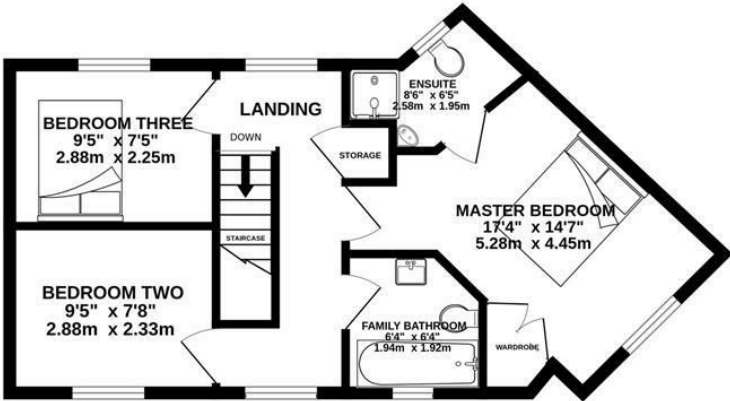 BEDROOM THREE
9'5" x 7'5"
2.88m x 2.25m
LANDING
DOWN
ENSUITE
8'6" x 6'5"
2.58m x 1.95m
STORAGE
STAIRCASE
MASTER BEDROOM
17'4" x 14'7"
5.28m x 4.45m
BEDROOM TWO
9'5" x 7'8"
2.88m x 2.33m
FAMILY BATHROOM
6'4" x 6'4"
1.94m x 1.92m
WARDROBE